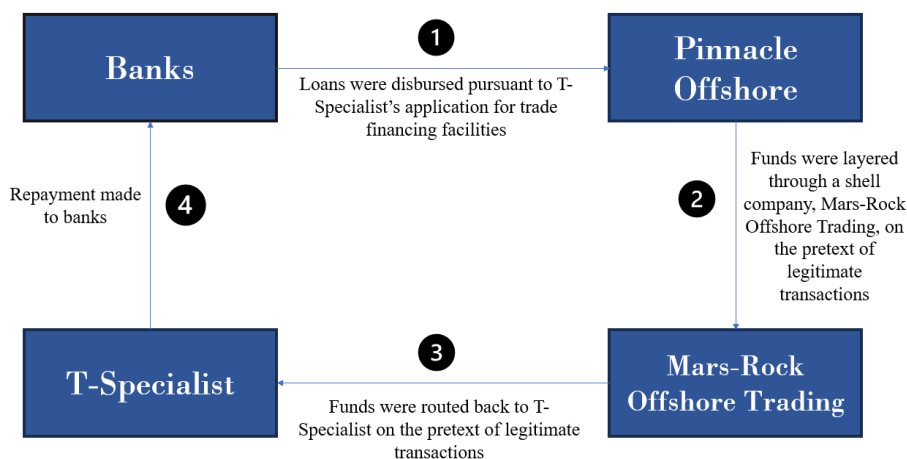 Banks
1
Loans were disbursed pursuant to T-
Specialist's application for trade
financing facilities
Pinnacle
Offshore
2
Funds were layered
through a shell
company, Mars-Rock
Offshore Trading, on
the pretext of
legitimate
transactions
Mars-Rock
Offshore Trading
3
Funds were routed back to T-
Specialist on the pretext of legitimate
transactions
T-Specialist
4
Repayment made
to banks